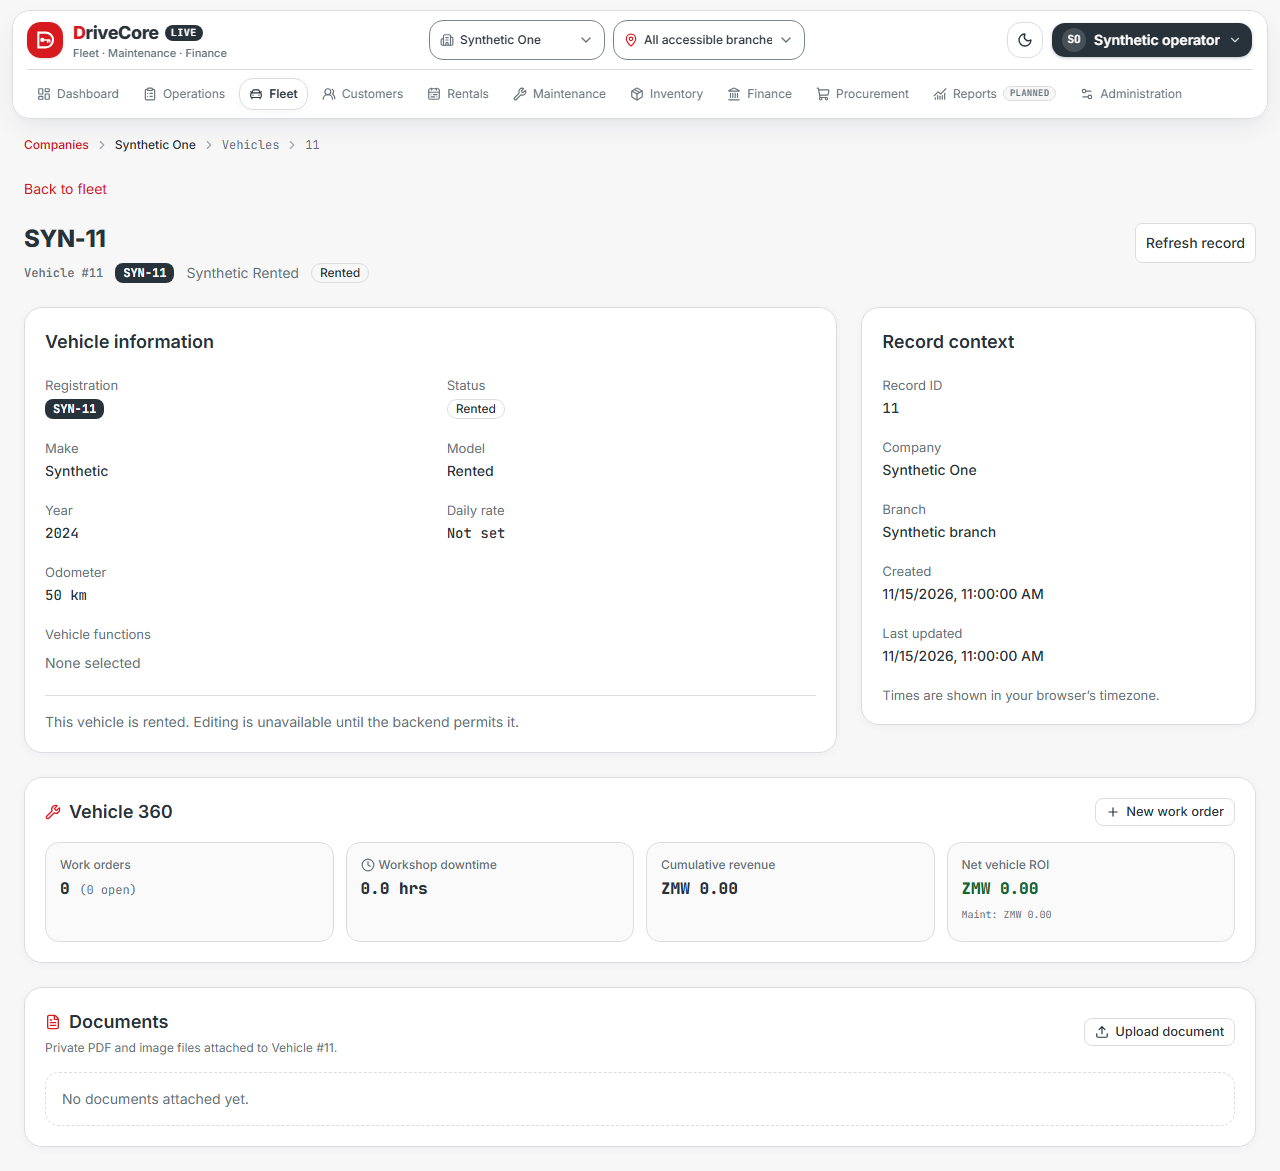 DriveCore LIVE
Fleet · Maintenance · Finance
Synthetic One
All accessible branche
SO Synthetic operator
Dashboard
Operations
Fleet
Customers
Rentals
Maintenance
Inventory
Finance
Procurement
Reports PLANNED
Administration
Companies > Synthetic One > Vehicles > 11
Back to fleet
SYN-11
Refresh record
Vehicle #11 SYN-11 Synthetic Rented Rented
Vehicle information
Registration
SYN-11
Status
Rented
Make
Synthetic
Model
Rented
Year
2024
Daily rate
Not set
Odometer
50 km
Vehicle functions
None selected
This vehicle is rented. Editing is unavailable until the backend permits it.
Record context
Record ID
11
Company
Synthetic One
Branch
Synthetic branch
Created
11/15/2026, 11:00:00 AM
Last updated
11/15/2026, 11:00:00 AM
Times are shown in your browser’s timezone.
Vehicle 360
New work order
Work orders
0 (0 open)
Workshop downtime
0.0 hrs
Cumulative revenue
ZMW 0.00
Net vehicle ROI
ZMW 0.00
Maint: ZMW 0.00
Documents
Private PDF and image files attached to Vehicle #11.
Upload document
No documents attached yet.